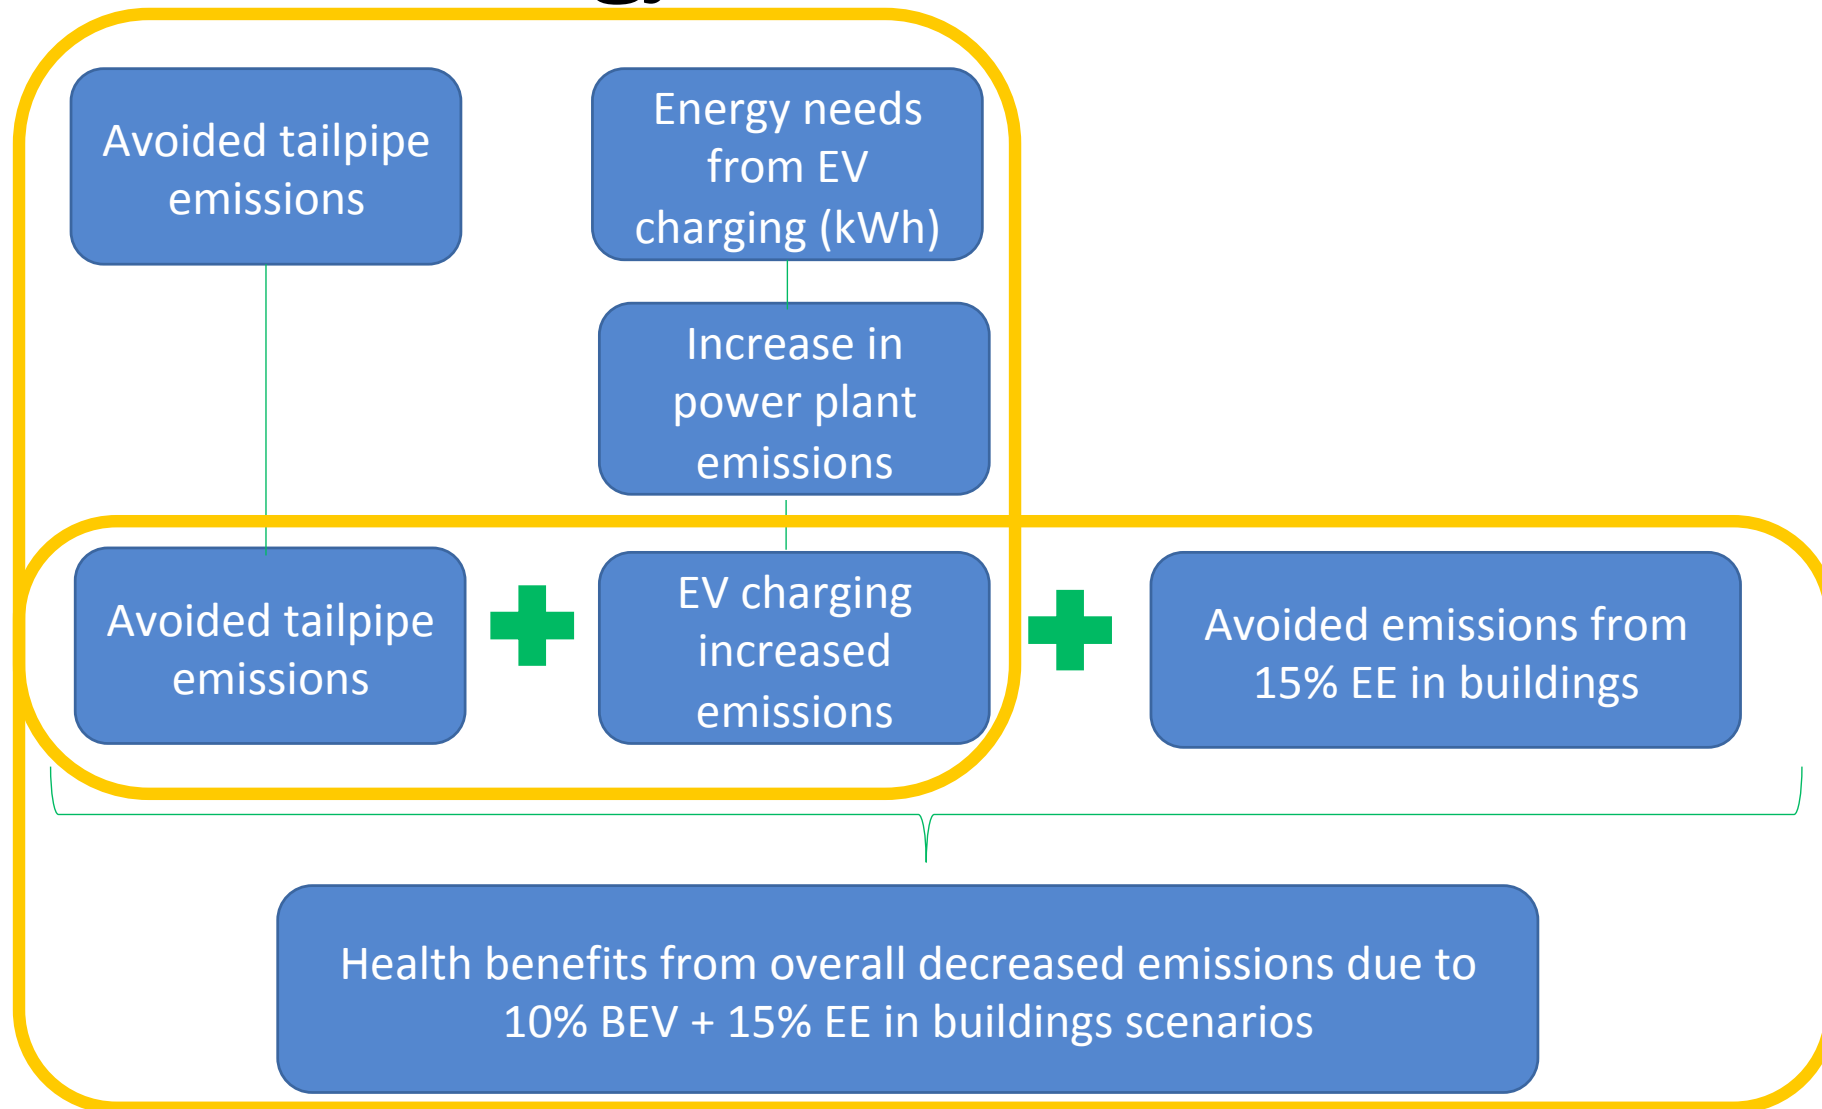 Avoided tailpipe
emissions
Energy needs
from EV
charging (kWh)
Increase in
power plant
emissions
Avoided tailpipe
emissions
EV charging
increased
emissions
Avoided emissions from
15% EE in buildings
Health benefits from overall decreased emissions due to
10% BEV + 15% EE in buildings scenarios